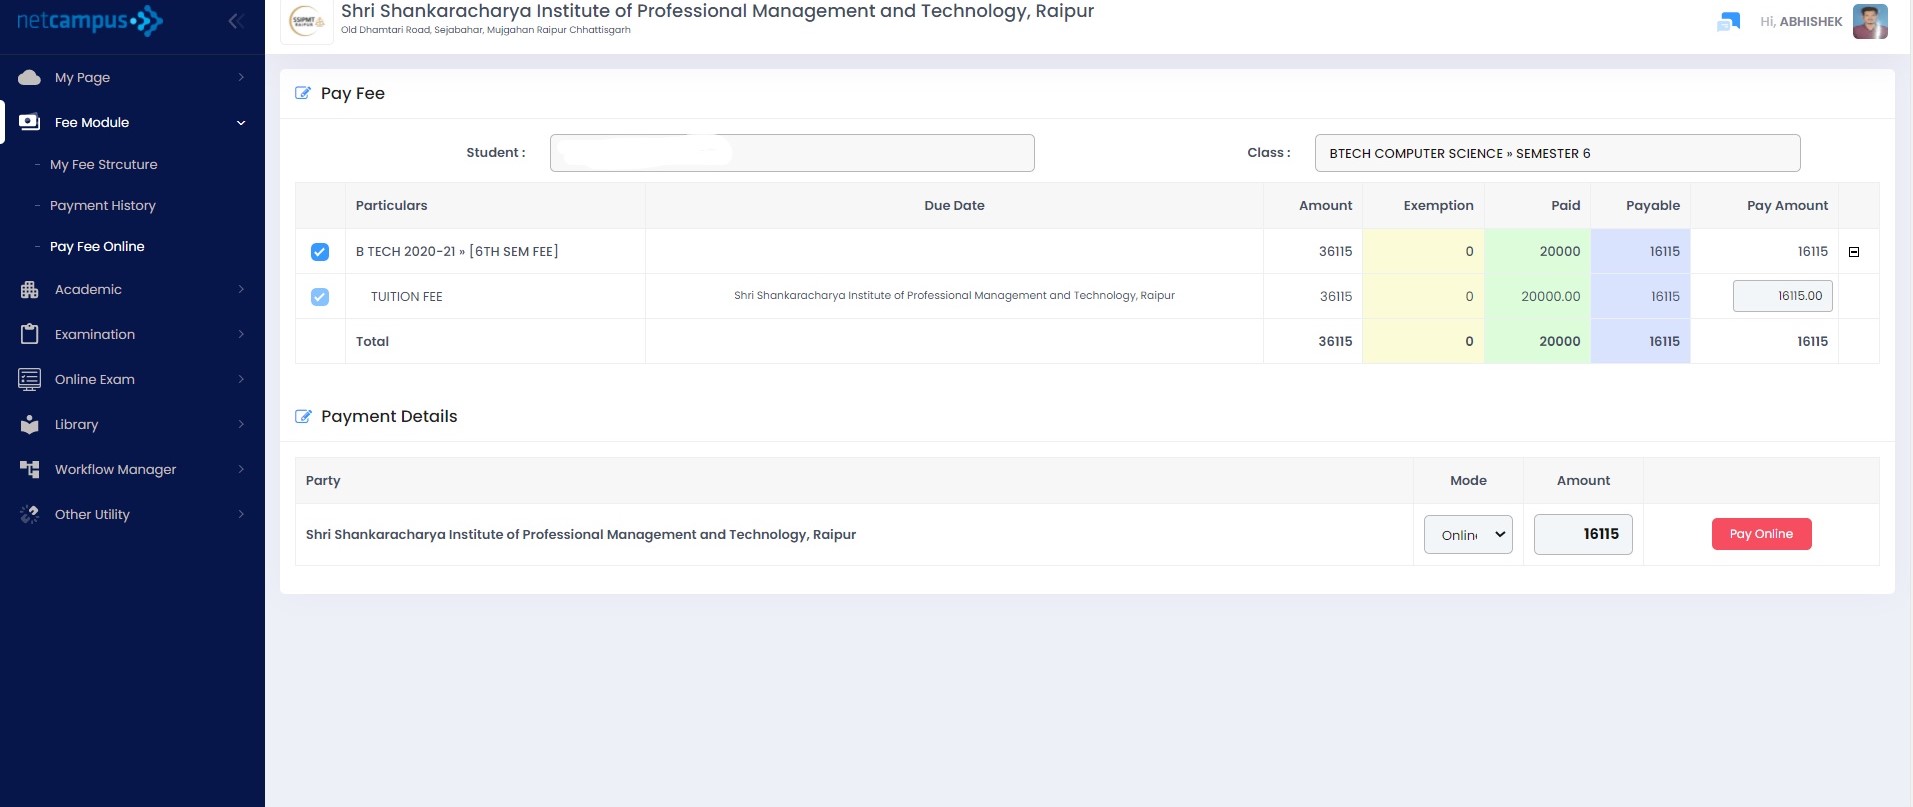 netcampus
Shri Shankaracharya Institute of Professional Management and Technology, Raipur
Old Dhamtari Road, Sejabahar, Mujgahan Raipur Chhattisgarh
SSIPMT
RAIPUR
Hi, ABHISHEK
My Page
Fee Module
My Fee Strcuture
Payment History
Pay Fee Online
Academic
Examination
Online Exam
Library
Workflow Manager
Other Utility
Pay Fee
Student :
Class : BTECH COMPUTER SCIENCE » SEMESTER 6
Particulars Due Date Amount Exemption Paid Payable Pay Amount
B TECH 2020-21 » [6TH SEM FEE] 36115 0 20000 16115 16115
TUITION FEE Shri Shankaracharya Institute of Professional Management and Technology, Raipur 36115 0 20000.00 16115 16115.00
Total 36115 0 20000 16115 16115
Payment Details
Party Mode Amount
Shri Shankaracharya Institute of Professional Management and Technology, Raipur Onlin 16115 Pay Online